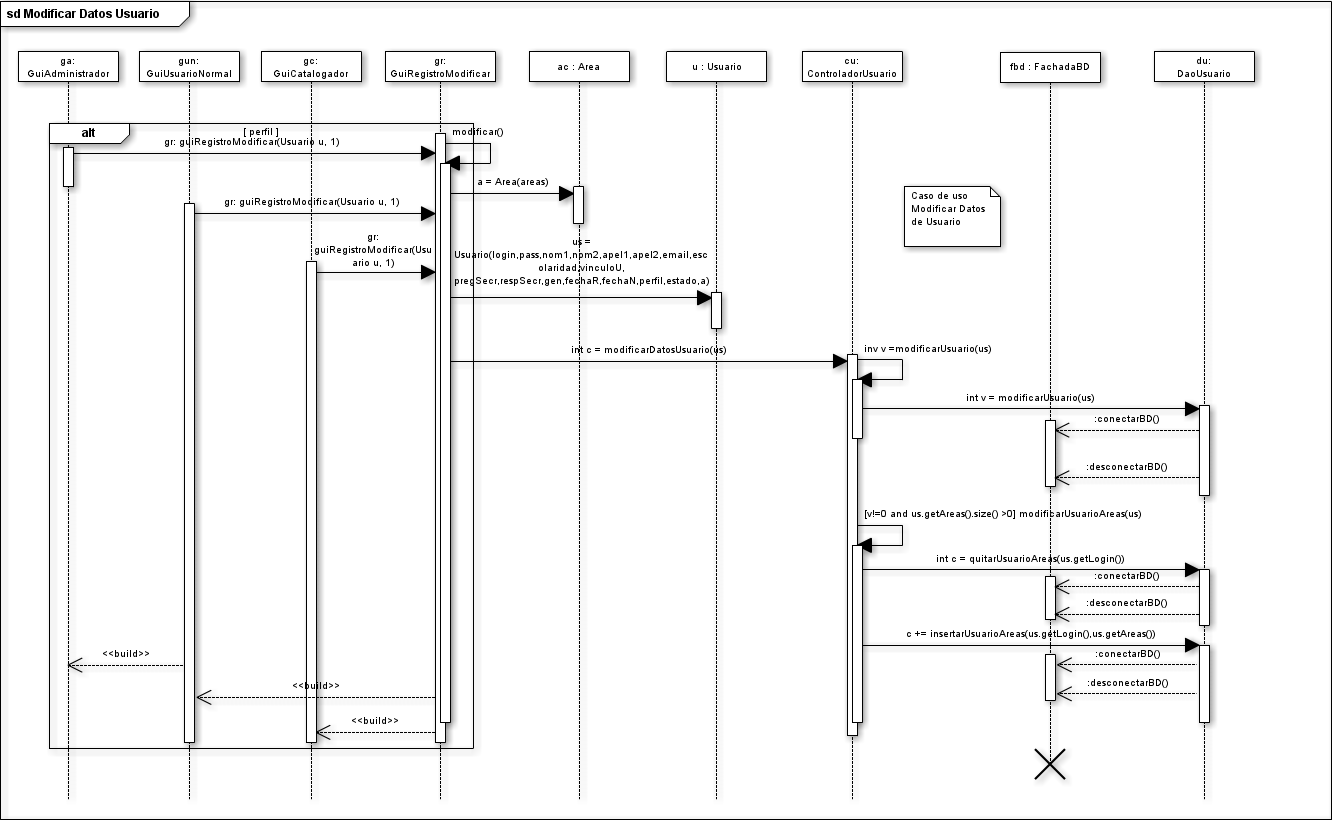 sd Modificar Datos Usuario
ga:
GuiAdministrador
gun:
GuiUsuarioNormal
gc:
GuiCatalogador
gr:
GuiRegistroModificar
ac : Area
u : Usuario
cu:
ControladorUsuario
fbd : FachadaBD
du:
DaoUsuario
alt
[ perfil ]
modificar()
gr: guiRegistroModificar(Usuario u, 1)
a = Area(areas)
Caso de uso
Modificar Datos
de Usuario
gr: guiRegistroModificar(Usuario u, 1)
gr:
guiRegistroModificar(Usu
ario u, 1)
us =
Usuario(login,pass,nom1,nom2,apel1,apel2,email,esc
olaridad,vinculoU,
pregSecr,respSecr,gen,fechaR,fechaN,perfil,estado,a)
int c = modificarDatosUsuario(us)
inv v =modificarUsuario(us)
int v = modificarUsuario(us)
:conectarBD()
:desconectarBD()
[v!=0 and us.getAreas().size() >0] modificarUsuarioAreas(us)
int c = quitarUsuarioAreas(us.getLogin())
:conectarBD()
:desconectarBD()
c += insertarUsuarioAreas(us.getLogin(),us.getAreas())
:conectarBD()
:desconectarBD()
<<build>>
<<build>>
<<build>>